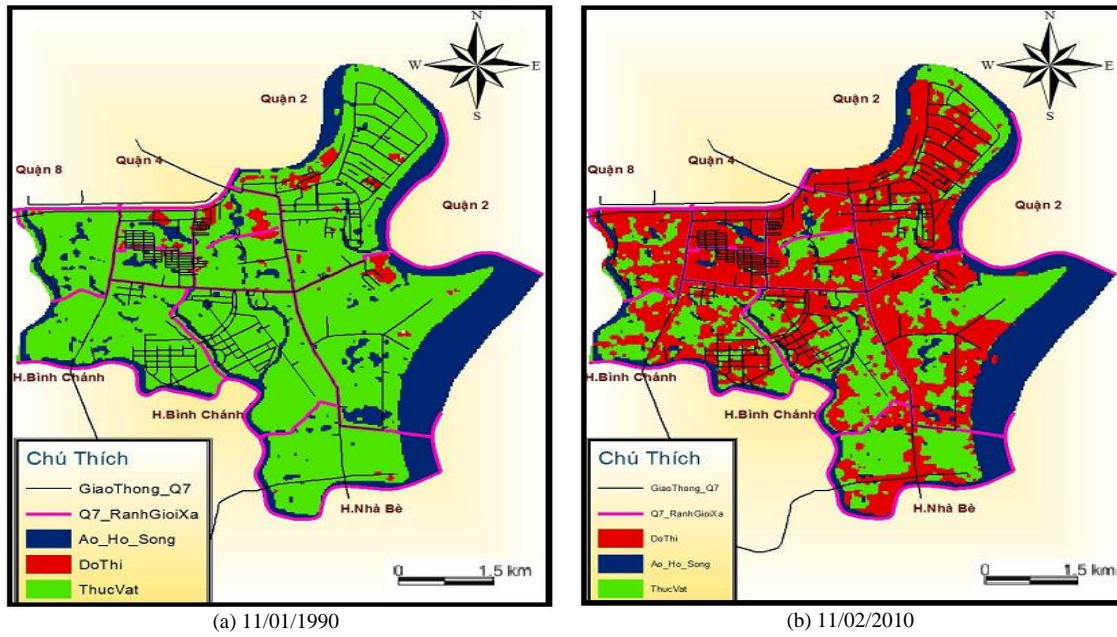 N
W E
S
Quận 2
Quận 4
Quận 8
Quận 2
H.Bình Chánh
H.Bình Chánh
H.Nhà Bè
Chú Thích
GiaoThong_Q7
Q7_RanhGioiXa
Ao_Ho_Song
DoThi
ThucVat
0 1.5 km
(a) 11/01/1990
N
W E
S
Quận 2
Quận 4
Quận 8
Quận 2
H.Bình Chánh
H.Bình Chánh
H.Nhà Bè
Chú Thích
GiaoThong_Q7
Q7_RanhGioiXa
DoThi
Ao_Ho_Song
ThucVat
0 1.5 km
(b) 11/02/2010